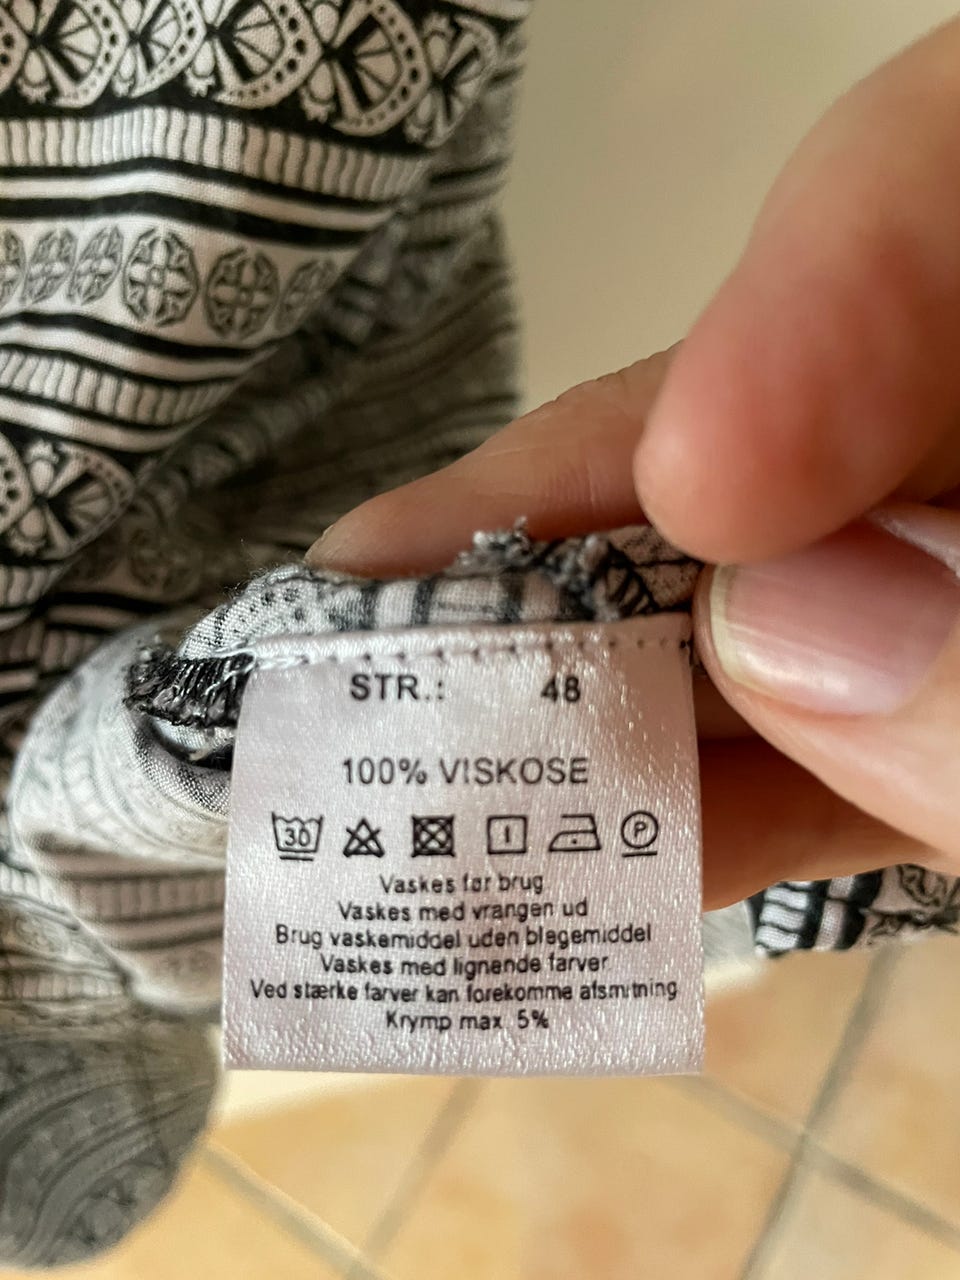 STR.: 48
100% VISKOSE
30 I P
Vaskes før brug
Vaskes med vrangen ud
Brug vaskemiddel uden blegemiddel
Vaskes med lignende farver
Ved stærke farver kan forekomme afsmitning
Krymp max. 5%